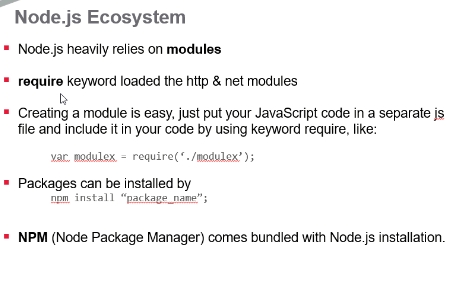 Node.js Ecosystem
Node.js heavily relies on modules
require keyword loaded the http & net modules
Creating a module is easy, just put your JavaScript code in a separate js
file and include it in your code by using keyword require, like:
var modulex = require(‘./modulex’);
Packages can be installed by
npm install “package_name”;
NPM (Node Package Manager) comes bundled with Node.js installation.